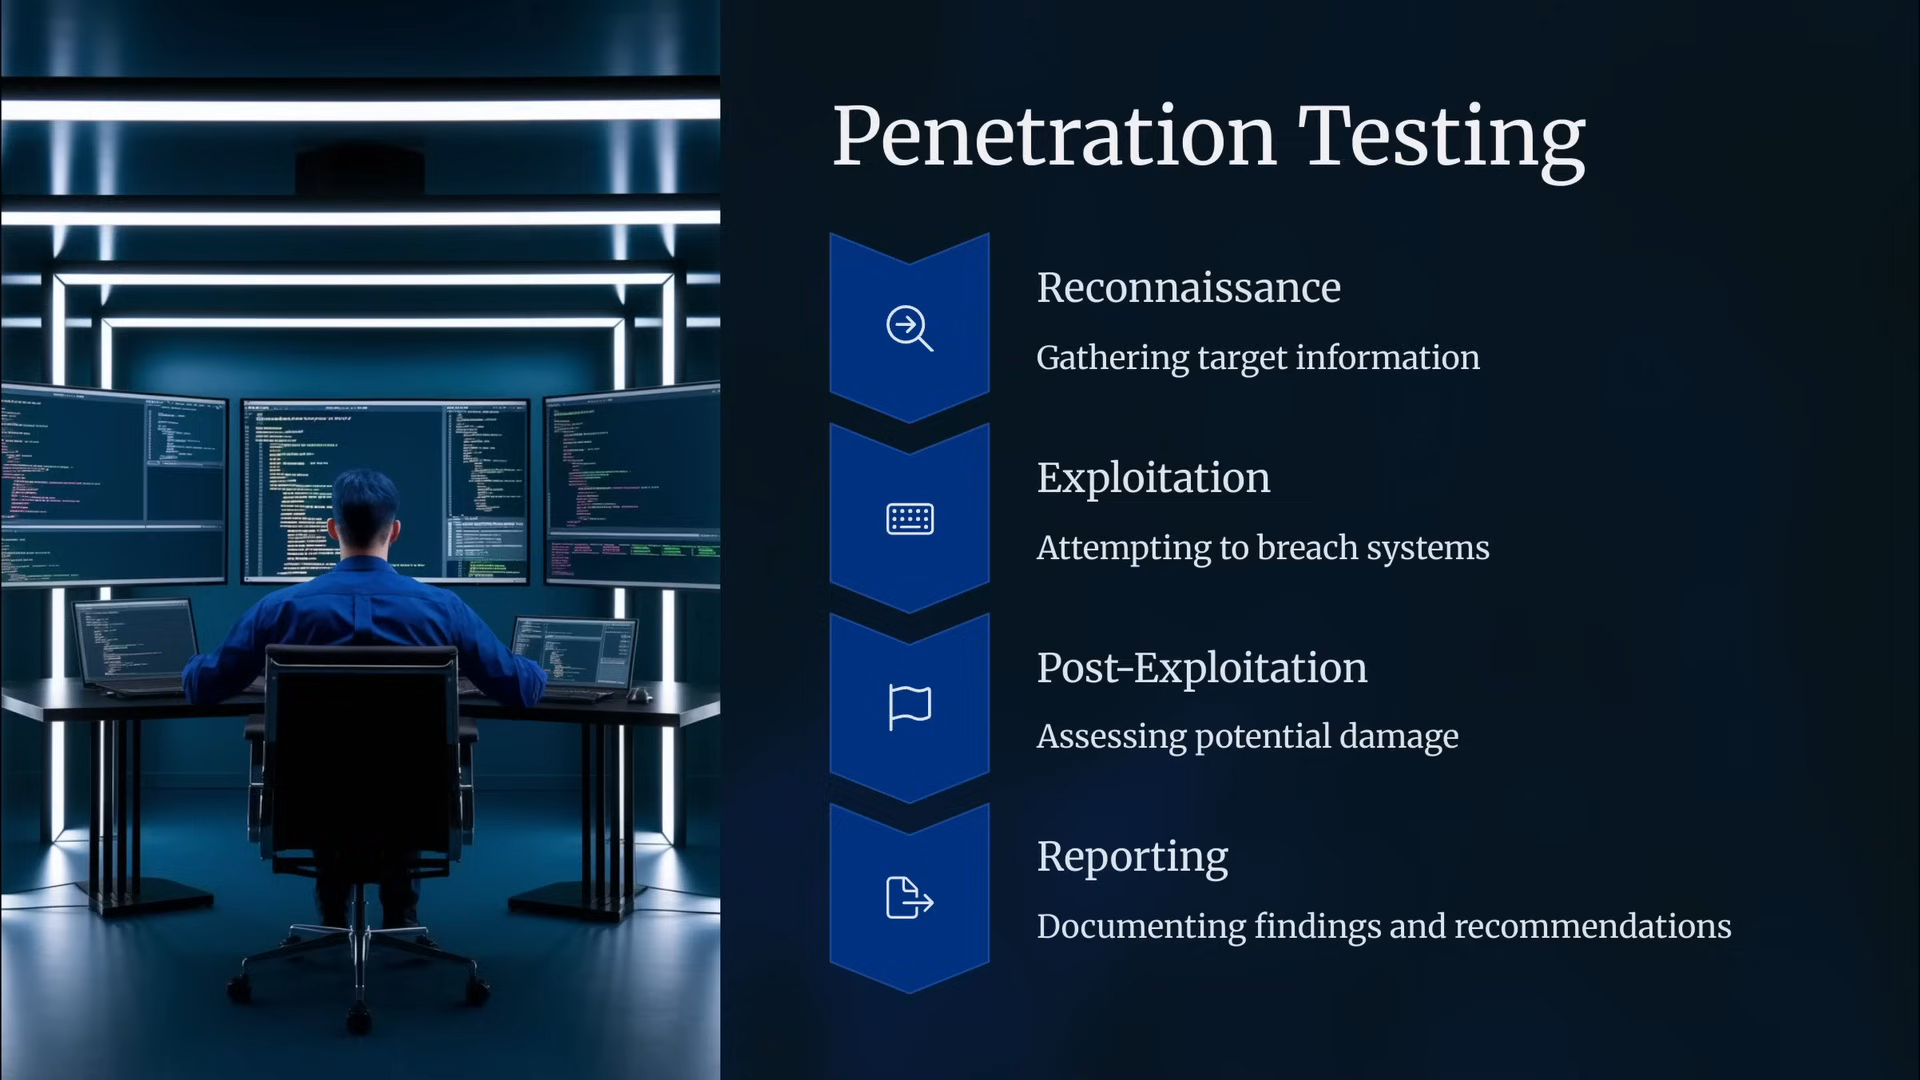 Penetration Testing
Reconnaissance
Gathering target information
Exploitation
Attempting to breach systems
Post-Exploitation
Assessing potential damage
Reporting
Documenting findings and recommendations